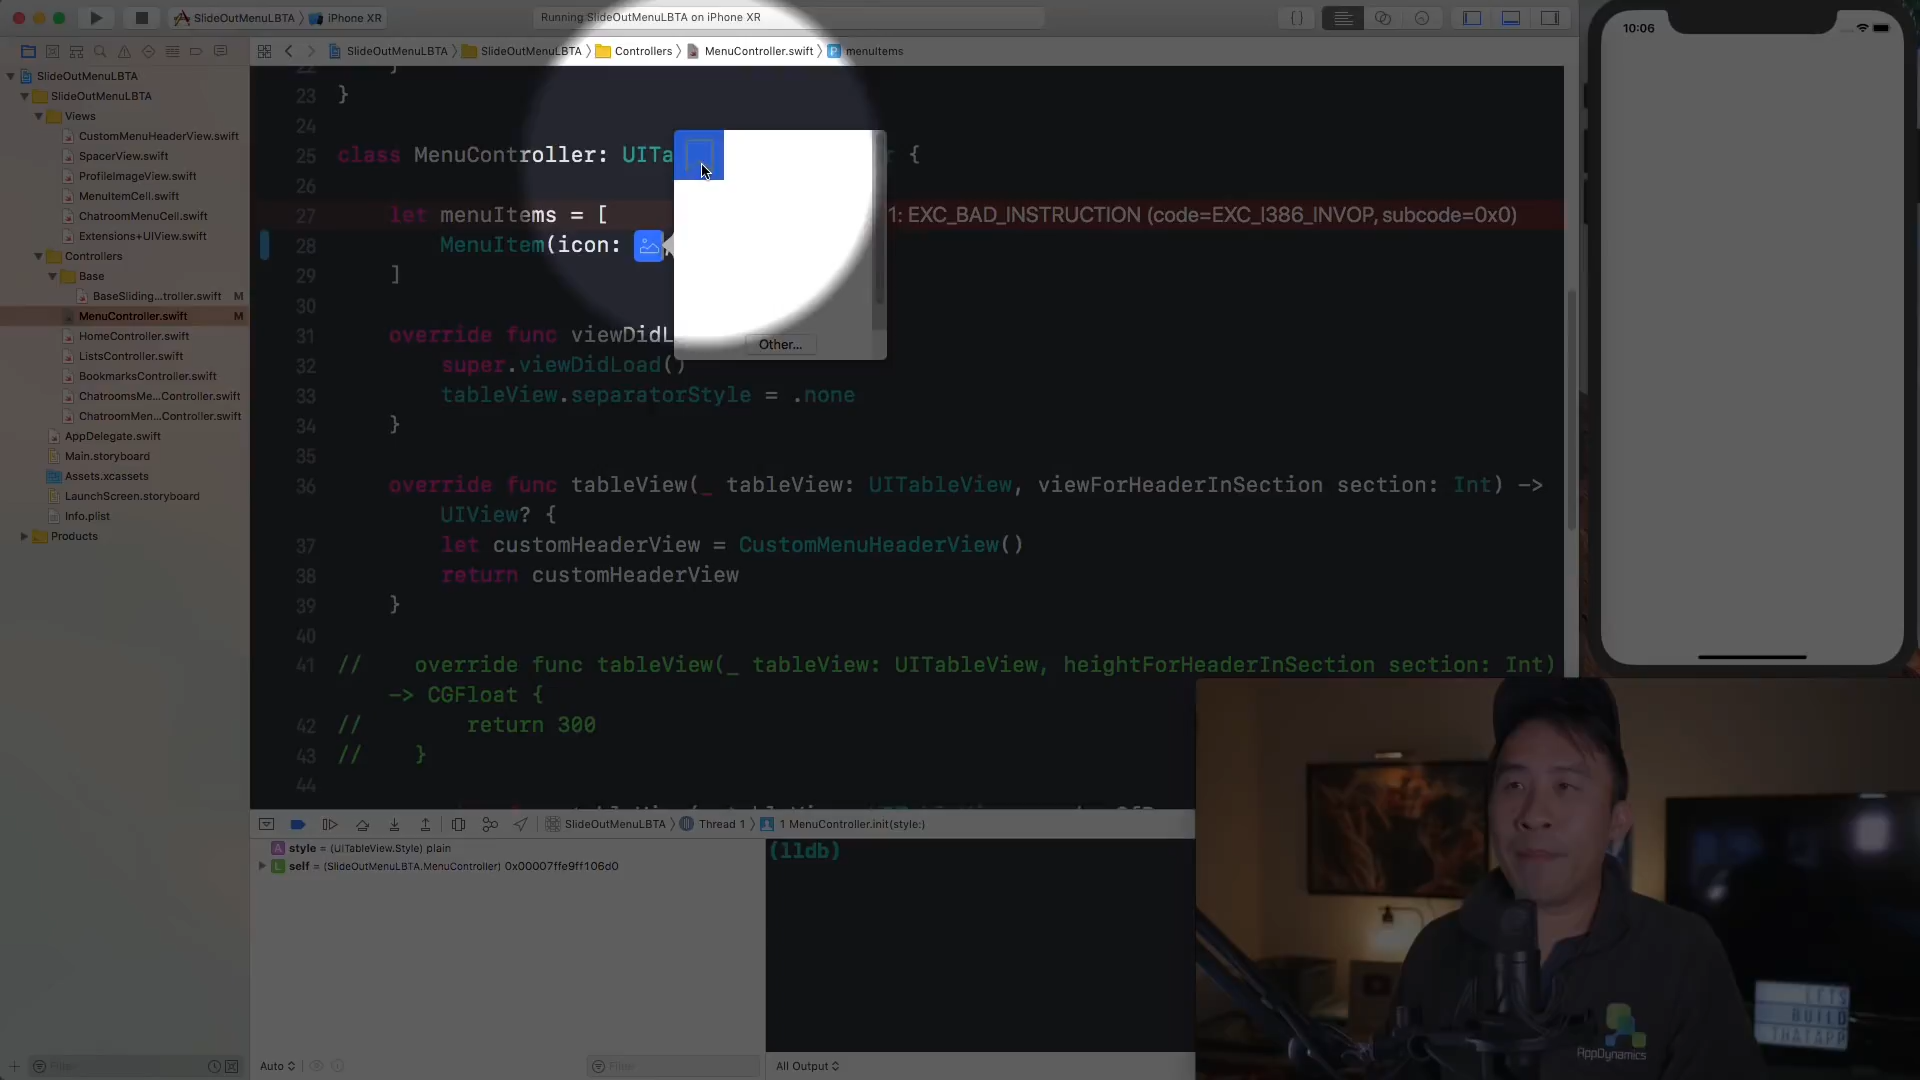 SlideOutMenuLBTA 〉 iPhone XR
Running SlideOutMenuLBTA on iPhone XR
10:06
SlideOutMenuLBTA 〉 SlideOutMenuLBTA 〉 Controllers 〉 MenuController.swift 〉 menuItems
SlideOutMenuLBTA
SlideOutMenuLBTA
Views
CustomMenuHeaderView.swift
SpacerView.swift
ProfileImageView.swift
MenuItemCell.swift
ChatroomMenuCell.swift
Extensions+UIView.swift
Controllers
Base
BaseSliding...troller.swift M
MenuController.swift M
HomeController.swift
ListsController.swift
BookmarksController.swift
ChatroomsMe...Controller.swift
ChatroomMen...Controller.swift
AppDelegate.swift
Main.storyboard
Assets.xcassets
LaunchScreen.storyboard
Info.plist
Products
Filter
22 }
23 }
24
25 class MenuController: UITa {
26
27 let menuItems = [ 1: EXC_BAD_INSTRUCTION (code=EXC_I386_INVOP, subcode=0x0)
28 MenuItem(icon:
29 ]
30
31 override func viewDidL
32 super.viewDidLoad()
33 tableView.separatorStyle = .none
34 }
35
36 override func tableView(_ tableView: UITableView, viewForHeaderInSection section: Int) ->
UIView? {
37 let customHeaderView = CustomMenuHeaderView()
38 return customHeaderView
39 }
40
41 // override func tableView(_ tableView: UITableView, heightForHeaderInSection section: Int)
-> CGFloat {
42 // return 300
43 // }
44
Other...
SlideOutMenuLBTA 〉 Thread 1 〉 1 MenuController.init(style:)
A style = (UITableView.Style) plain
L self = (SlideOutMenuLBTA.MenuController) 0x00007ffe9ff106d0
(lldb)
Auto
Filter
All Output
LETS
BUILD
THATAPP
AppDynamics